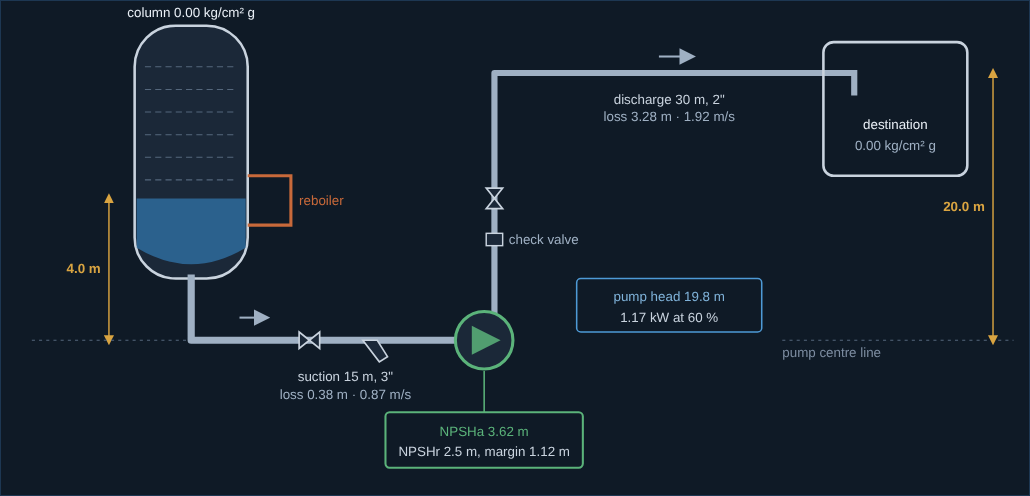 column 0.00 kg/cm² g
discharge 30 m, 2"
loss 3.28 m · 1.92 m/s
destination
0.00 kg/cm² g
reboiler
20.0 m
check valve
4.0 m
pump head 19.8 m
1.17 kW at 60 %
pump centre line
suction 15 m, 3"
loss 0.38 m · 0.87 m/s
NPSHa 3.62 m
NPSHr 2.5 m, margin 1.12 m